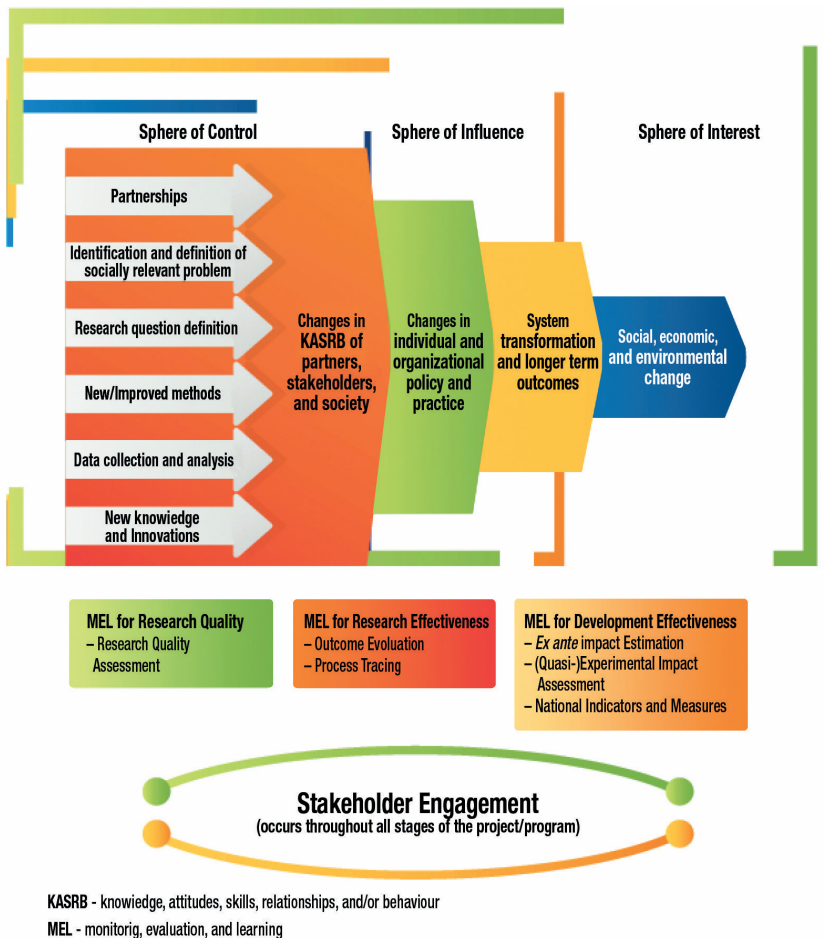 Sphere of Control
Sphere of Influence
Sphere of Interest
Partnerships
Identification and definition of
socially relevant problem
Research question definition
New/Improved methods
Data collection and analysis
New knowledge
and Innovations
Changes in
KASRB of
partners,
stakeholders,
and society
Changes in
individual and
organizational
policy and
practice
System
transformation
and longer term
outcomes
Social, economic,
and environmental
change
MEL for Research Quality
– Research Quality
Assessment
MEL for Research Effectiveness
– Outcome Evoluation
– Process Tracing
MEL for Development Effectiveness
– Ex ante impact Estimation
– (Quasi-)Experimental Impact
Assessment
– National Indicators and Measures
Stakeholder Engagement
(occurs throughout all stages of the project/program)
KASRB - knowledge, attitudes, skills, relationships, and/or behaviour
MEL - monitorig, evaluation, and learning